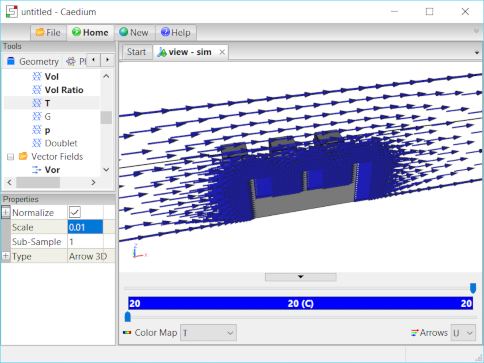 untitled - Caedium
File Home New Help
Tools
Geometry
Start view - sim
Vol
Vol Ratio
T
G
p
Doublet
Vector Fields
Vor
Properties
Normalize
Scale 0.01
Sub-Sample 1
Type Arrow 3D
20 20 (C) 20
Color Map T Arrows U